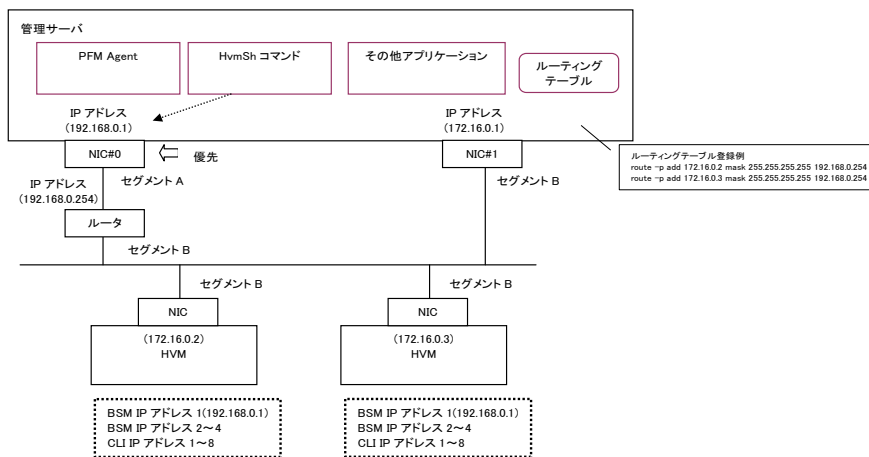 管理サーバ
PFM Agent
HvmSh コマンド
その他アプリケーション
ルーティング
テーブル
IP アドレス
(192.168.0.1)
IP アドレス
(172.16.0.1)
NIC#0
優先
NIC#1
ルーティングテーブル登録例
route -p add 172.16.0.2 mask 255.255.255.255 192.168.0.254
route -p add 172.16.0.3 mask 255.255.255.255 192.168.0.254
セグメント A
セグメント B
IP アドレス
(192.168.0.254)
ルータ
セグメント B
セグメント B
セグメント B
NIC
NIC
(172.16.0.2)
HVM
(172.16.0.3)
HVM
BSM IP アドレス 1(192.168.0.1)
BSM IP アドレス 2~4
CLI IP アドレス 1~8
BSM IP アドレス 1(192.168.0.1)
BSM IP アドレス 2~4
CLI IP アドレス 1~8